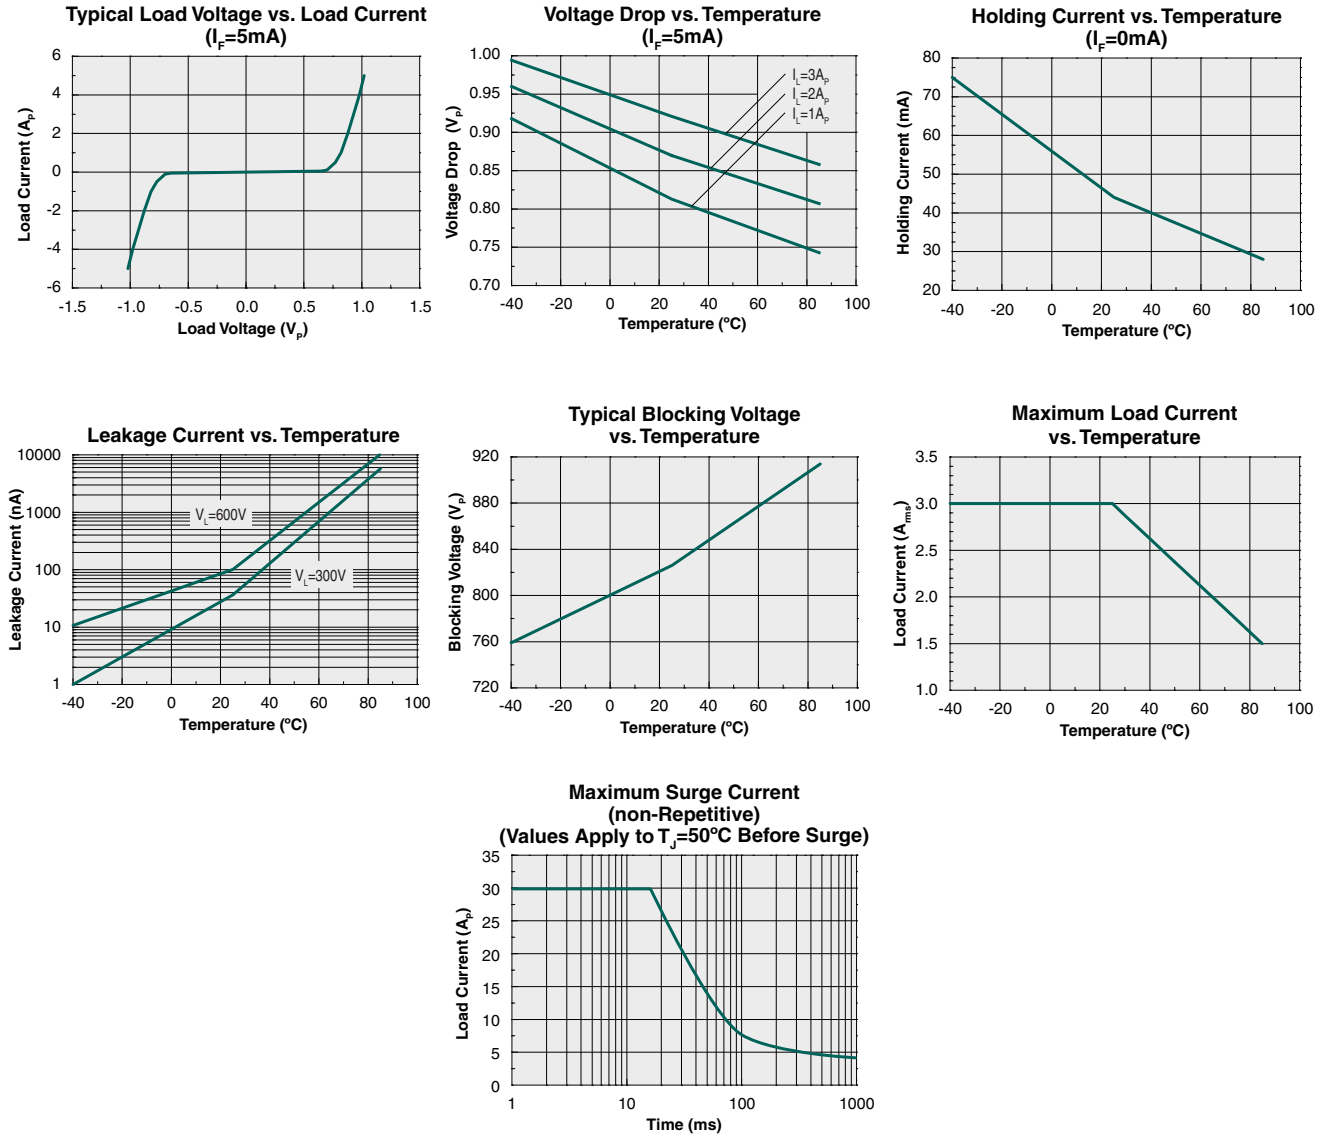 Typical Load Voltage vs. Load Current
(IF=5mA)
Load Current (AP)
6
4
2
0
-2
-4
-6
-1.5 -1.0 -0.5 0.0 0.5 1.0 1.5
Load Voltage (VP)
Voltage Drop vs. Temperature
(IF=5mA)
Voltage Drop (VP)
1.00
0.95
0.90
0.85
0.80
0.75
0.70
IL=3AP
IL=2AP
IL=1AP
-40 -20 0 20 40 60 80 100
Temperature (ºC)
Holding Current vs. Temperature
(IF=0mA)
Holding Current (mA)
80
70
60
50
40
30
20
-40 -20 0 20 40 60 80 100
Temperature (ºC)
Leakage Current vs. Temperature
Leakage Current (nA)
10000
1000
100
10
1
VL=600V
VL=300V
-40 -20 0 20 40 60 80 100
Temperature (ºC)
Typical Blocking Voltage
vs. Temperature
Blocking Voltage (VP)
920
880
840
800
760
720
-40 -20 0 20 40 60 80 100
Temperature (ºC)
Maximum Load Current
vs. Temperature
Load Current (Arms)
3.5
3.0
2.5
2.0
1.5
1.0
-40 -20 0 20 40 60 80 100
Temperature (ºC)
Maximum Surge Current
(non-Repetitive)
(Values Apply to TJ=50ºC Before Surge)
Load Current (AP)
35
30
25
20
15
10
5
0
1 10 100 1000
Time (ms)